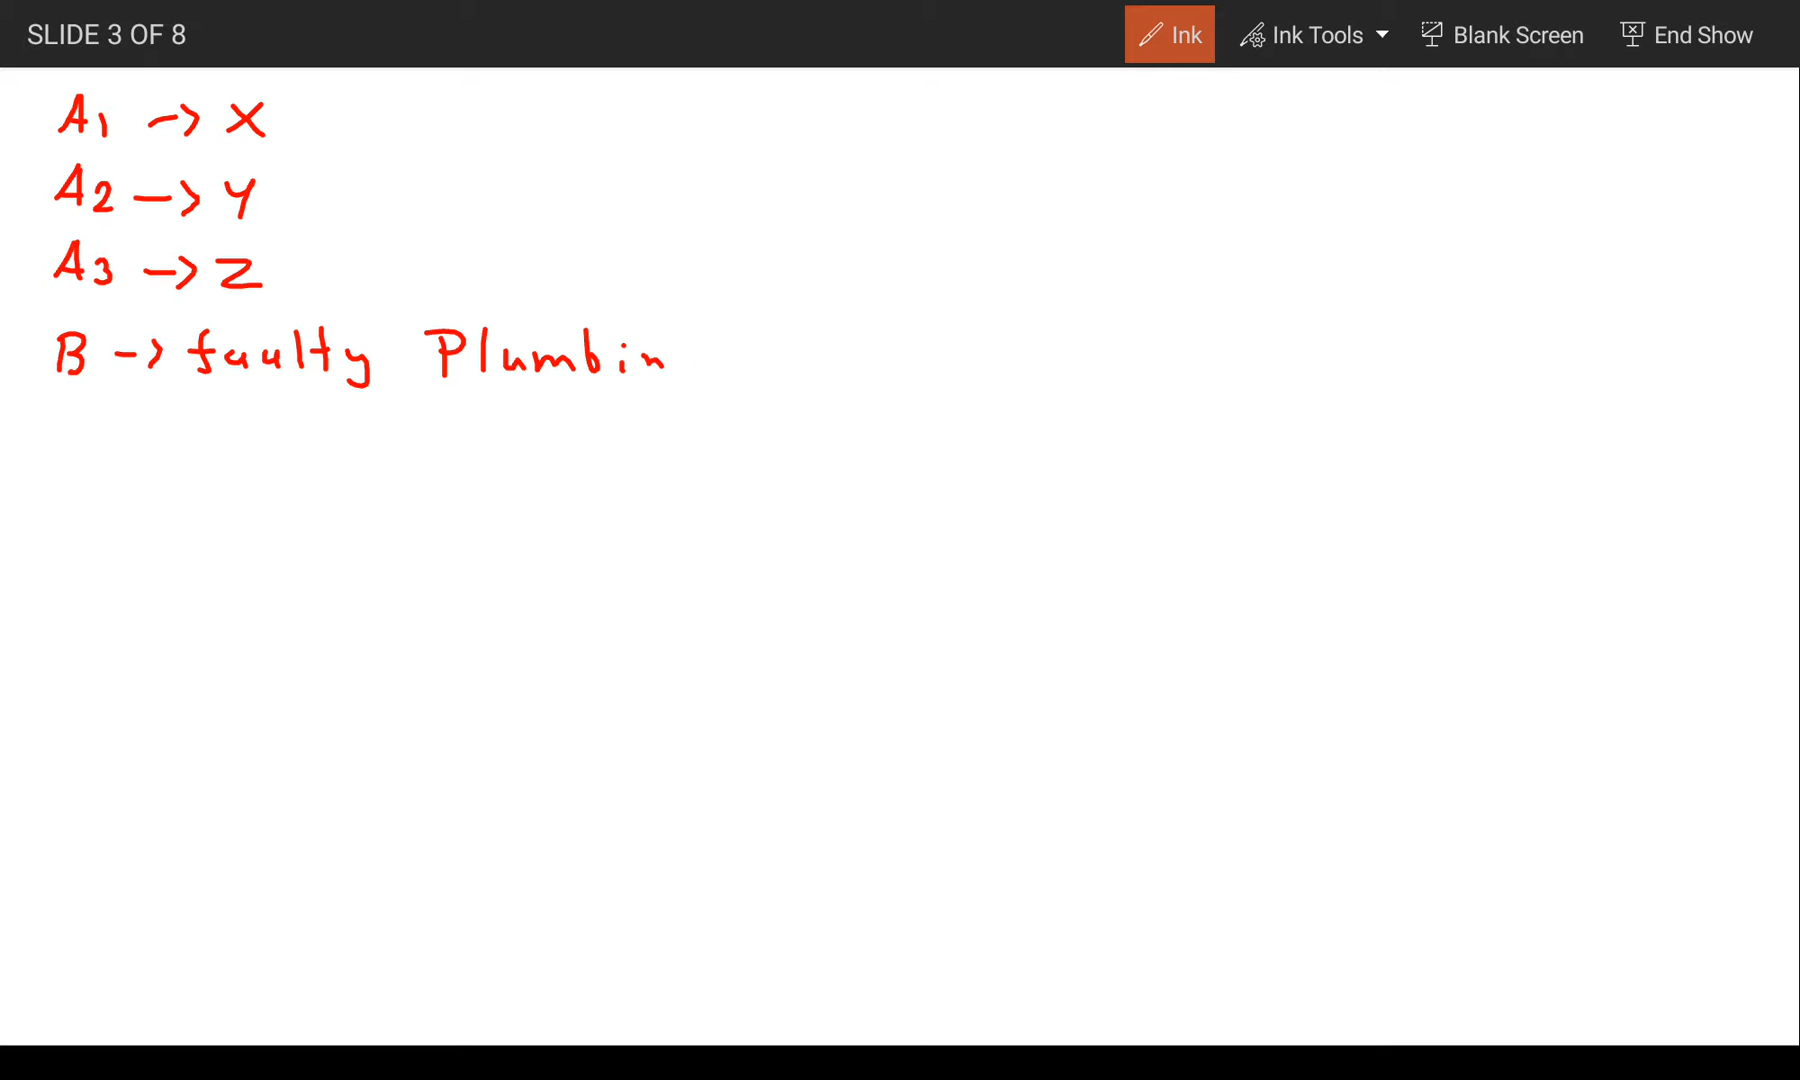 SLIDE 3 OF 8 Ink Ink Tools Blank Screen End Show
A1 -> X
A2 -> Y
A3 -> Z
B -> faulty Plumbin